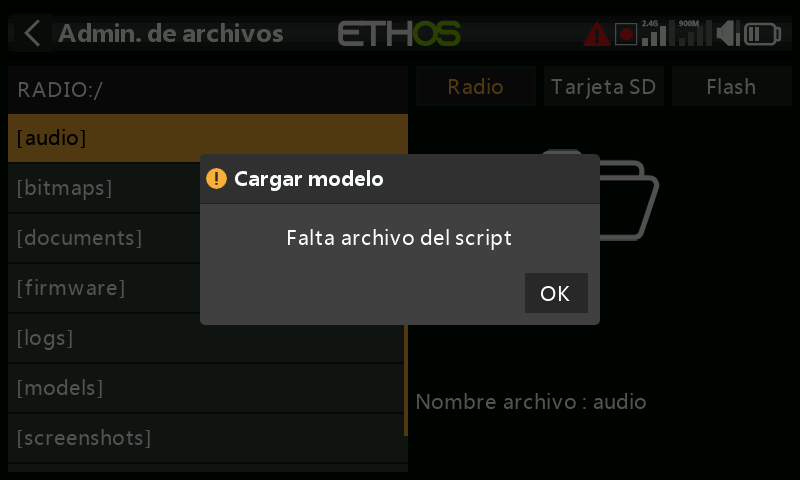 Admin. de archivos
ETHOS
2.4G
900M
RADIO:/
Radio
Tarjeta SD
Flash
[audio]
[bitmaps]
[documents]
[firmware]
[logs]
[models]
[screenshots]
Cargar modelo
Falta archivo del script
OK
Nombre archivo : audio